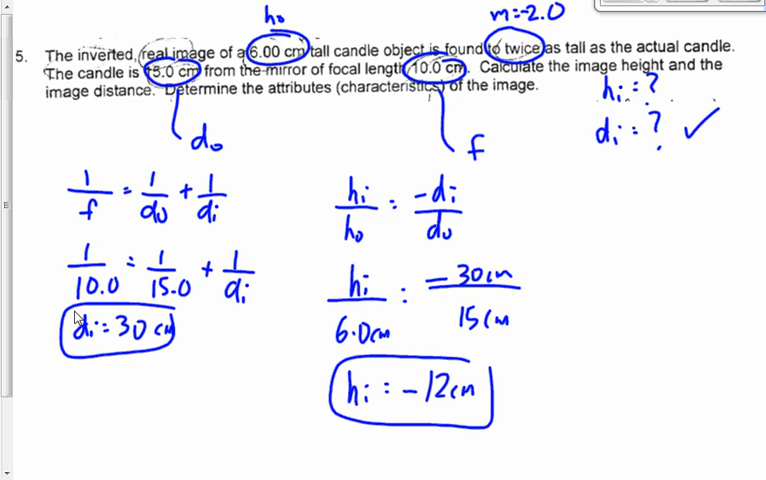 h₀
m=-2.0
5. The inverted, real image of a 6.00 cm tall candle object is found to twice as tall as the actual candle.
The candle is 15.0 cm from the mirror of focal length 10.0 cm. Calculate the image height and the
image distance. Determine the attributes (characteristics) of the image.
hi = ?
di = ? ✓
do
f
1/f = 1/do + 1/di
hi/ho = -di/do
1/10.0 = 1/15.0 + 1/di
hi/6.0cm = -30cm/15cm
di = 30 cm
hi = -12cm